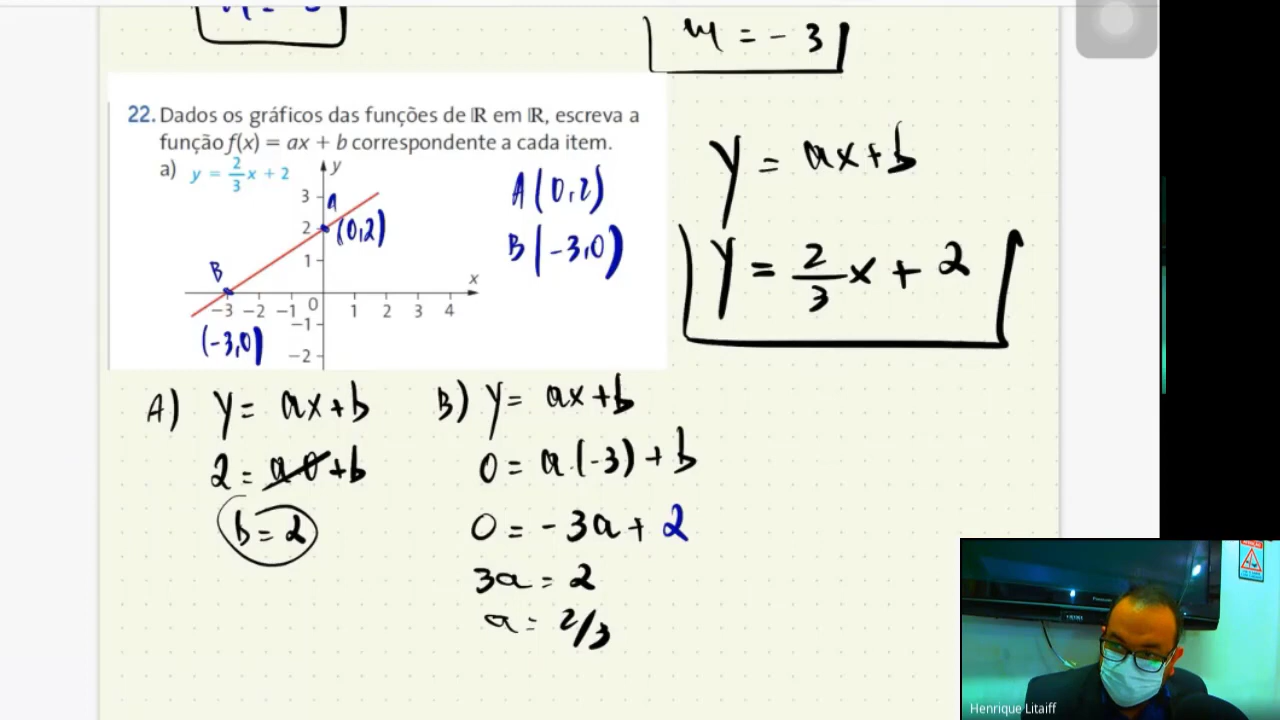 m = - 3
22. Dados os gráficos das funções de ℝ em ℝ, escreva a
função f(x) = ax + b correspondente a cada item.
a) y = 2/3 x + 2
y
3
2
1
0
−1
−2
−3 −2 −1 1 2 3 4
x
A
(0,2)
B
(-3,0)
A(0,2)
B(-3,0)
y = ax+b
y = 2/3 x + 2
A) y = ax+b
2 = a·0+b
b = 2
B) y = ax+b
0 = a.(-3)+b
0 = -3a + 2
3a = 2
a = 2/3
Henrique Litaiff